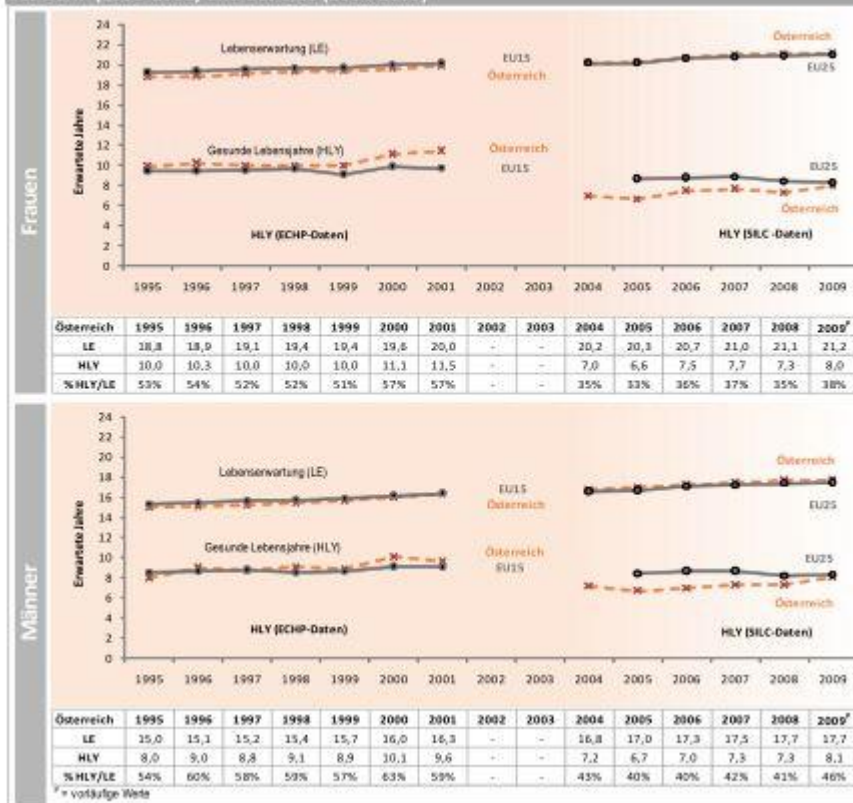 Frauen
Erwartete Jahre
24
22
20
18
16
14
12
10
8
6
4
2
0
Lebenserwartung (LE)
EU15
Österreich
Österreich
EU25
Gesunde Lebensjahre (HLY)
Österreich
EU15
EU25
Österreich
HLY (ECHP-Daten)
HLY (SILC -Daten)
1995 1996 1997 1998 1999 2000 2001 2002 2003 2004 2005 2006 2007 2008 2009
Österreich 1995 1996 1997 1998 1999 2000 2001 2002 2003 2004 2005 2006 2007 2008 2009ᵖ
LE 18,8 18,9 19,1 19,4 19,4 19,6 20,0 - - 20,2 20,3 20,7 21,0 21,1 21,2
HLY 10,0 10,3 10,0 10,0 10,0 11,1 11,5 - - 7,0 6,6 7,5 7,7 7,3 8,0
% HLY/LE 53% 54% 52% 52% 51% 57% 57% - - 35% 33% 36% 37% 35% 38%
Männer
Erwartete Jahre
24
22
20
18
16
14
12
10
8
6
4
2
0
Lebenserwartung (LE)
EU15
Österreich
Österreich
EU25
Gesunde Lebensjahre (HLY)
Österreich
EU15
EU25
Österreich
HLY (ECHP-Daten)
HLY (SILC-Daten)
1995 1996 1997 1998 1999 2000 2001 2002 2003 2004 2005 2006 2007 2008 2009
Österreich 1995 1996 1997 1998 1999 2000 2001 2002 2003 2004 2005 2006 2007 2008 2009ᵖ
LE 15,0 15,1 15,2 15,4 15,7 16,0 16,3 - - 16,8 17,0 17,3 17,5 17,7 17,7
HLY 8,0 9,0 8,8 9,1 8,9 10,1 9,6 - - 7,2 6,7 7,0 7,3 7,3 8,1
% HLY/LE 54% 60% 58% 59% 57% 63% 59% - - 43% 40% 40% 42% 41% 46%
ᵖ = vorläufige Werte